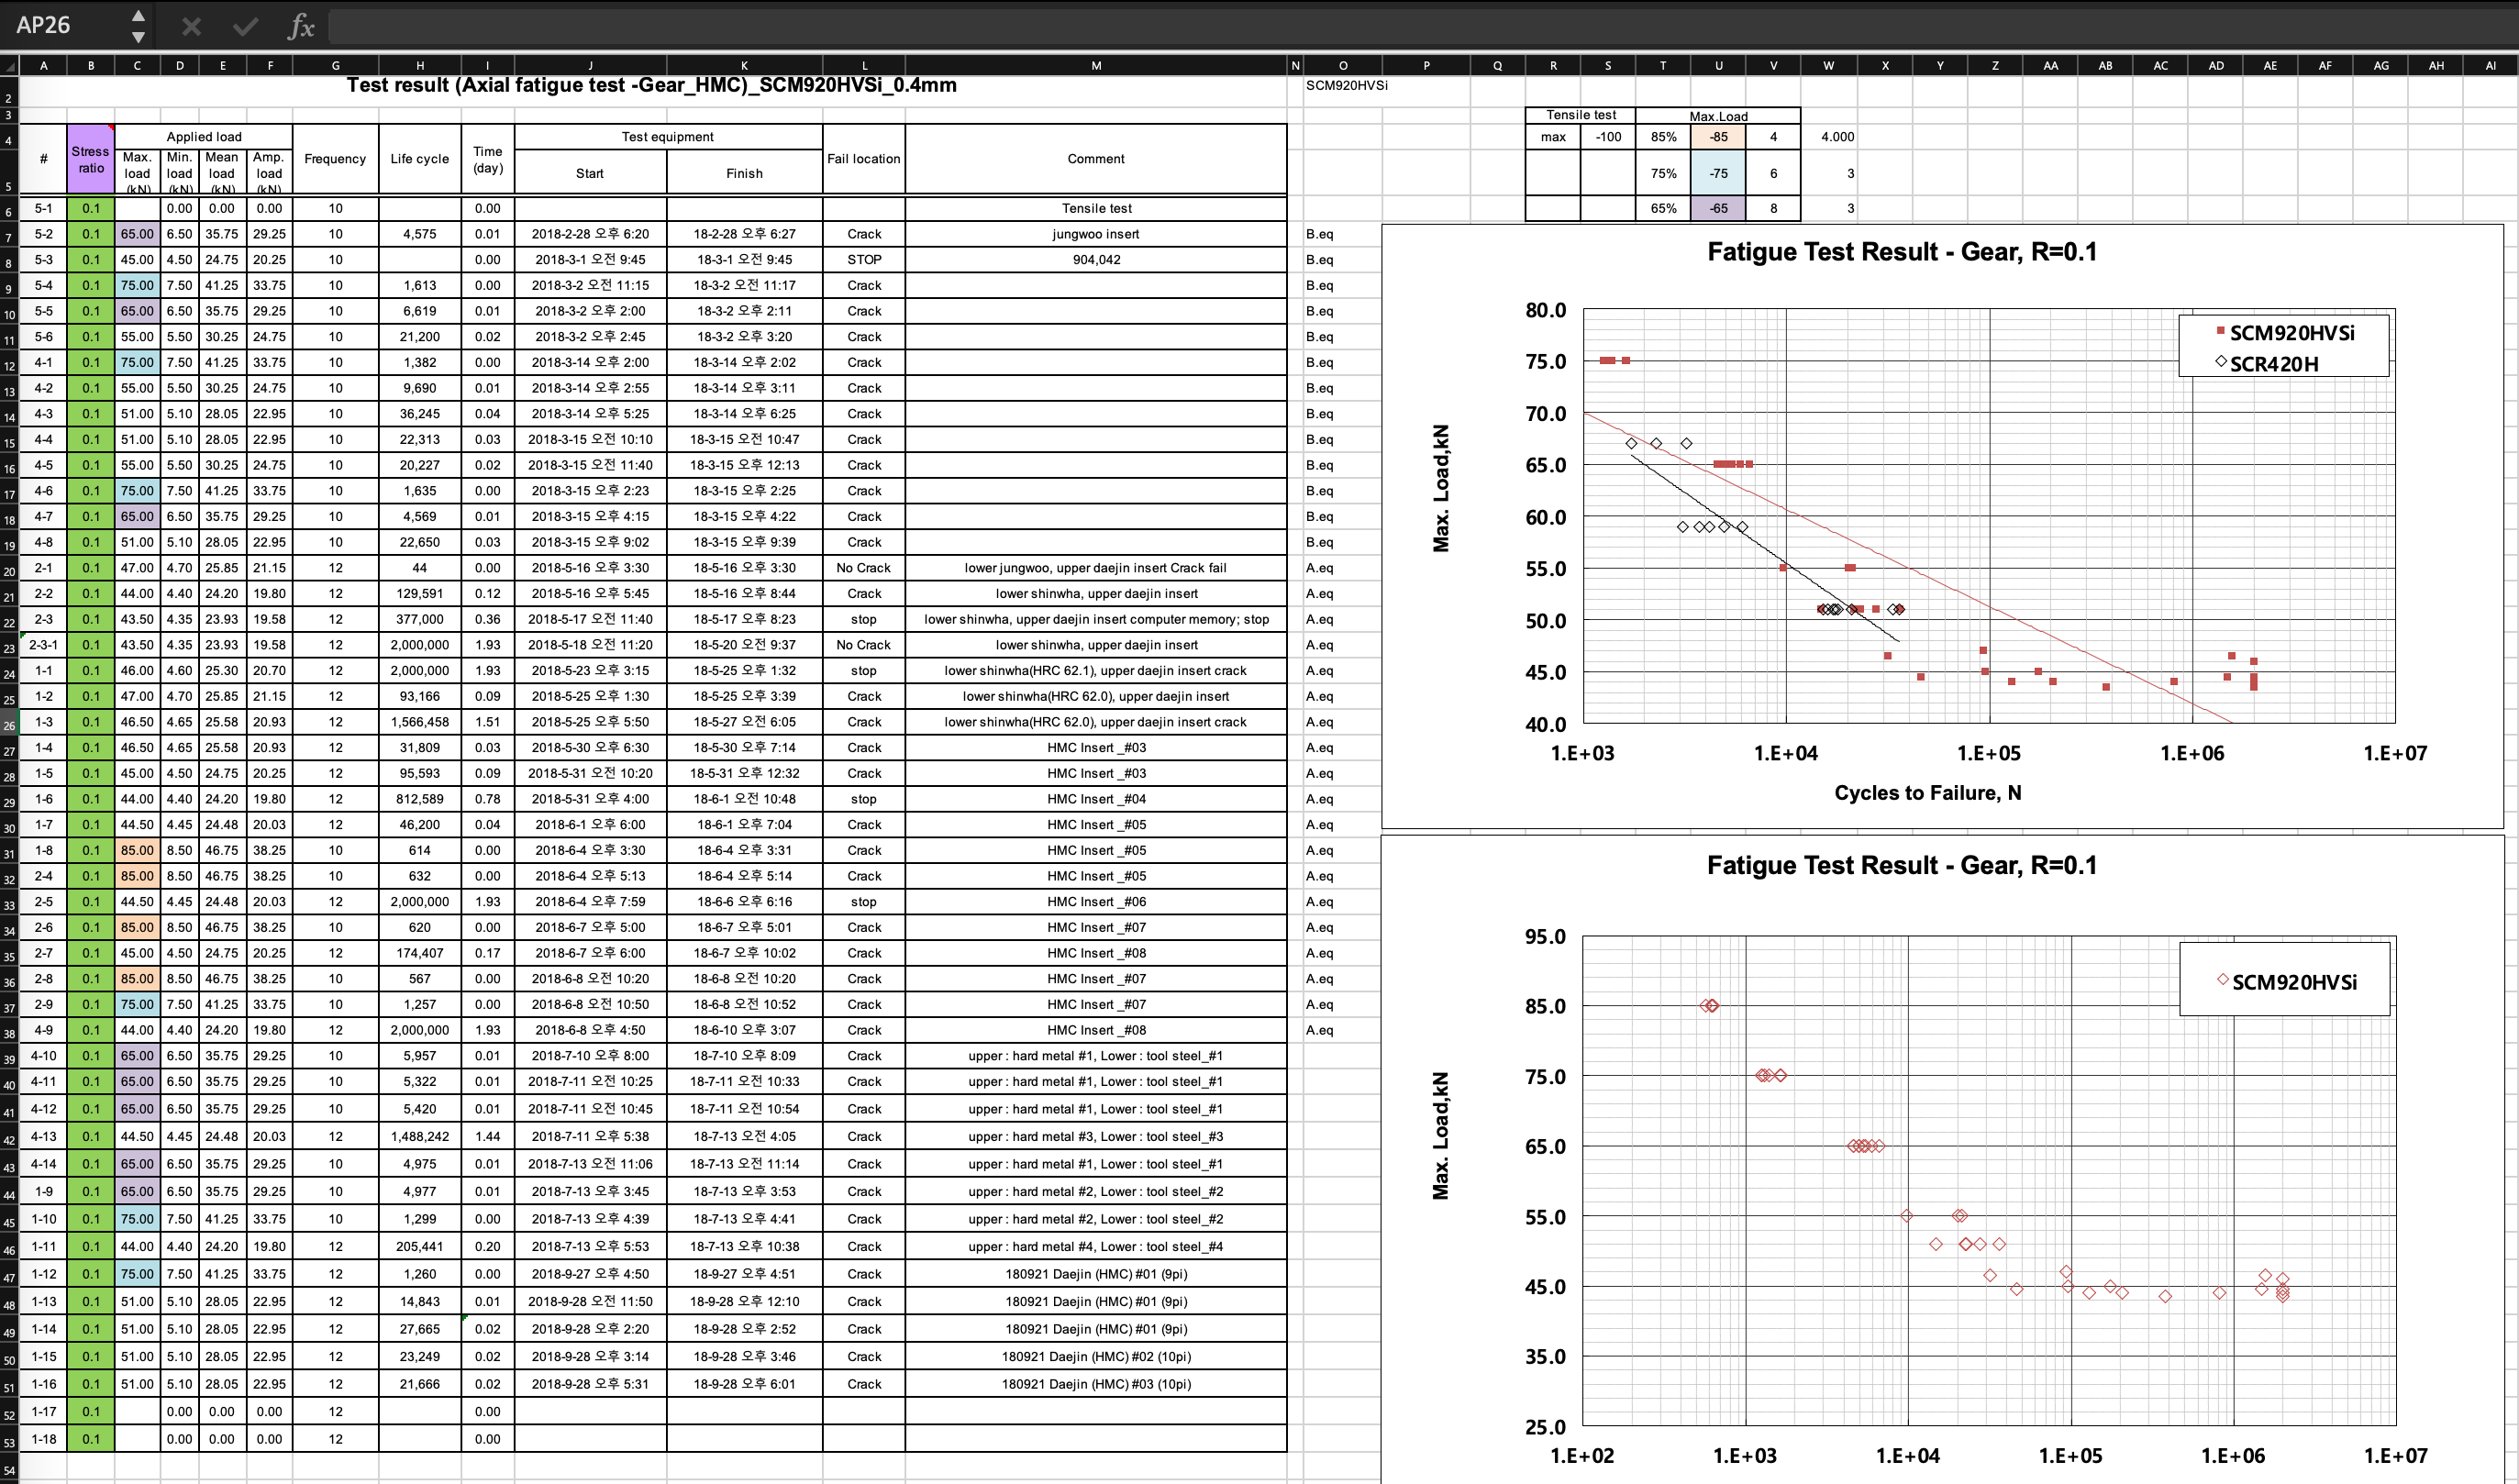 AP26 fx
A B C D E F G H I J K L M N O P Q R S T U V W X Y Z AA AB AC AD AE AF AG AH AI
2 Test result (Axial fatigue test -Gear_HMC)_SCM920HVSi_0.4mm SCM920HVSi
3 Tensile test Max.Load
4 # Stress ratio Applied load Frequency Life cycle Time (day) Test equipment Fail location Comment max -100 85% -85 4 4.000
5 Max. load (kN) Min. load (kN) Mean load (kN) Amp. load (kN) Start Finish 75% -75 6 3
6 5-1 0.1 0.00 0.00 0.00 10 0.00 Tensile test 65% -65 8 3
7 5-2 0.1 65.00 6.50 35.75 29.25 10 4,575 0.01 2018-2-28 오후 6:20 18-2-28 오후 6:27 Crack jungwoo insert B.eq
8 5-3 0.1 45.00 4.50 24.75 20.25 10 0.00 2018-3-1 오전 9:45 18-3-1 오전 9:45 STOP 904,042 B.eq
9 5-4 0.1 75.00 7.50 41.25 33.75 10 1,613 0.00 2018-3-2 오전 11:15 18-3-2 오전 11:17 Crack B.eq
10 5-5 0.1 65.00 6.50 35.75 29.25 10 6,619 0.01 2018-3-2 오후 2:00 18-3-2 오후 2:11 Crack B.eq
11 5-6 0.1 55.00 5.50 30.25 24.75 10 21,200 0.02 2018-3-2 오후 2:45 18-3-2 오후 3:20 Crack B.eq
12 4-1 0.1 75.00 7.50 41.25 33.75 10 1,382 0.00 2018-3-14 오후 2:00 18-3-14 오후 2:02 Crack B.eq
13 4-2 0.1 55.00 5.50 30.25 24.75 10 9,690 0.01 2018-3-14 오후 2:55 18-3-14 오후 3:11 Crack B.eq
14 4-3 0.1 51.00 5.10 28.05 22.95 10 36,245 0.04 2018-3-14 오후 5:25 18-3-14 오후 6:25 Crack B.eq
15 4-4 0.1 51.00 5.10 28.05 22.95 10 22,313 0.03 2018-3-15 오전 10:10 18-3-15 오전 10:47 Crack B.eq
16 4-5 0.1 55.00 5.50 30.25 24.75 10 20,227 0.02 2018-3-15 오전 11:40 18-3-15 오후 12:13 Crack B.eq
17 4-6 0.1 75.00 7.50 41.25 33.75 10 1,635 0.00 2018-3-15 오후 2:23 18-3-15 오후 2:25 Crack B.eq
18 4-7 0.1 65.00 6.50 35.75 29.25 10 4,569 0.01 2018-3-15 오후 4:15 18-3-15 오후 4:22 Crack B.eq
19 4-8 0.1 51.00 5.10 28.05 22.95 10 22,650 0.03 2018-3-15 오후 9:02 18-3-15 오후 9:39 Crack B.eq
20 2-1 0.1 47.00 4.70 25.85 21.15 12 44 0.00 2018-5-16 오후 3:30 18-5-16 오후 3:30 No Crack lower jungwoo, upper daejin insert Crack fail A.eq
21 2-2 0.1 44.00 4.40 24.20 19.80 12 129,591 0.12 2018-5-16 오후 5:45 18-5-16 오후 8:44 Crack lower shinwha, upper daejin insert A.eq
22 2-3 0.1 43.50 4.35 23.93 19.58 12 377,000 0.36 2018-5-17 오전 11:40 18-5-17 오후 8:23 stop lower shinwha, upper daejin insert computer memory; stop A.eq
23 2-3-1 0.1 43.50 4.35 23.93 19.58 12 2,000,000 1.93 2018-5-18 오전 11:20 18-5-20 오전 9:37 No Crack lower shinwha, upper daejin insert A.eq
24 1-1 0.1 46.00 4.60 25.30 20.70 12 2,000,000 1.93 2018-5-23 오후 3:15 18-5-25 오후 1:32 stop lower shinwha(HRC 62.1), upper daejin insert crack A.eq
25 1-2 0.1 47.00 4.70 25.85 21.15 12 93,166 0.09 2018-5-25 오후 1:30 18-5-25 오후 3:39 Crack lower shinwha(HRC 62.0), upper daejin insert A.eq
26 1-3 0.1 46.50 4.65 25.58 20.93 12 1,566,458 1.51 2018-5-25 오후 5:50 18-5-27 오전 6:05 Crack lower shinwha(HRC 62.0), upper daejin insert crack A.eq
27 1-4 0.1 46.50 4.65 25.58 20.93 12 31,809 0.03 2018-5-30 오후 6:30 18-5-30 오후 7:14 Crack HMC Insert _#03 A.eq
28 1-5 0.1 45.00 4.50 24.75 20.25 12 95,593 0.09 2018-5-31 오전 10:20 18-5-31 오후 12:32 Crack HMC Insert _#03 A.eq
29 1-6 0.1 44.00 4.40 24.20 19.80 12 812,589 0.78 2018-5-31 오후 4:00 18-6-1 오전 10:48 stop HMC Insert _#04 A.eq
30 1-7 0.1 44.50 4.45 24.48 20.03 12 46,200 0.04 2018-6-1 오후 6:00 18-6-1 오후 7:04 Crack HMC Insert _#05 A.eq
31 1-8 0.1 85.00 8.50 46.75 38.25 10 614 0.00 2018-6-4 오후 3:30 18-6-4 오후 3:31 Crack HMC Insert _#05 A.eq
32 2-4 0.1 85.00 8.50 46.75 38.25 10 632 0.00 2018-6-4 오후 5:13 18-6-4 오후 5:14 Crack HMC Insert _#05 A.eq
33 2-5 0.1 44.50 4.45 24.48 20.03 12 2,000,000 1.93 2018-6-4 오후 7:59 18-6-6 오후 6:16 stop HMC Insert _#06 A.eq
34 2-6 0.1 85.00 8.50 46.75 38.25 10 620 0.00 2018-6-7 오후 5:00 18-6-7 오후 5:01 Crack HMC Insert _#07 A.eq
35 2-7 0.1 45.00 4.50 24.75 20.25 12 174,407 0.17 2018-6-7 오후 6:00 18-6-7 오후 10:02 Crack HMC Insert _#08 A.eq
36 2-8 0.1 85.00 8.50 46.75 38.25 10 567 0.00 2018-6-8 오전 10:20 18-6-8 오전 10:20 Crack HMC Insert _#07 A.eq
37 2-9 0.1 75.00 7.50 41.25 33.75 10 1,257 0.00 2018-6-8 오전 10:50 18-6-8 오전 10:52 Crack HMC Insert _#07 A.eq
38 4-9 0.1 44.00 4.40 24.20 19.80 12 2,000,000 1.93 2018-6-8 오후 4:50 18-6-10 오후 3:07 Crack HMC Insert _#08 A.eq
39 4-10 0.1 65.00 6.50 35.75 29.25 10 5,957 0.01 2018-7-10 오후 8:00 18-7-10 오후 8:09 Crack upper : hard metal #1, Lower : tool steel_#1
40 4-11 0.1 65.00 6.50 35.75 29.25 10 5,322 0.01 2018-7-11 오전 10:25 18-7-11 오전 10:33 Crack upper : hard metal #1, Lower : tool steel_#1
41 4-12 0.1 65.00 6.50 35.75 29.25 10 5,420 0.01 2018-7-11 오전 10:45 18-7-11 오전 10:54 Crack upper : hard metal #1, Lower : tool steel_#1
42 4-13 0.1 44.50 4.45 24.48 20.03 12 1,488,242 1.44 2018-7-11 오후 5:38 18-7-13 오전 4:05 Crack upper : hard metal #3, Lower : tool steel_#3
43 4-14 0.1 65.00 6.50 35.75 29.25 10 4,975 0.01 2018-7-13 오전 11:06 18-7-13 오전 11:14 Crack upper : hard metal #1, Lower : tool steel_#1
44 1-9 0.1 65.00 6.50 35.75 29.25 10 4,977 0.01 2018-7-13 오후 3:45 18-7-13 오후 3:53 Crack upper : hard metal #2, Lower : tool steel_#2
45 1-10 0.1 75.00 7.50 41.25 33.75 10 1,299 0.00 2018-7-13 오후 4:39 18-7-13 오후 4:41 Crack upper : hard metal #2, Lower : tool steel_#2
46 1-11 0.1 44.00 4.40 24.20 19.80 12 205,441 0.20 2018-7-13 오후 5:53 18-7-13 오후 10:38 Crack upper : hard metal #4, Lower : tool steel_#4
47 1-12 0.1 75.00 7.50 41.25 33.75 12 1,260 0.00 2018-9-27 오후 4:50 18-9-27 오후 4:51 Crack 180921 Daejin (HMC) #01 (9pi)
48 1-13 0.1 51.00 5.10 28.05 22.95 12 14,843 0.01 2018-9-28 오전 11:50 18-9-28 오후 12:10 Crack 180921 Daejin (HMC) #01 (9pi)
49 1-14 0.1 51.00 5.10 28.05 22.95 12 27,665 0.02 2018-9-28 오후 2:20 18-9-28 오후 2:52 Crack 180921 Daejin (HMC) #01 (9pi)
50 1-15 0.1 51.00 5.10 28.05 22.95 12 23,249 0.02 2018-9-28 오후 3:14 18-9-28 오후 3:46 Crack 180921 Daejin (HMC) #02 (10pi)
51 1-16 0.1 51.00 5.10 28.05 22.95 12 21,666 0.02 2018-9-28 오후 5:31 18-9-28 오후 6:01 Crack 180921 Daejin (HMC) #03 (10pi)
52 1-17 0.1 0.00 0.00 0.00 12 0.00
53 1-18 0.1 0.00 0.00 0.00 12 0.00
54
Fatigue Test Result - Gear, R=0.1
80.0
75.0
70.0
65.0
60.0
55.0
50.0
45.0
40.0
Max. Load,kN
SCM920HVSi
SCR420H
1.E+03 1.E+04 1.E+05 1.E+06 1.E+07
Cycles to Failure, N
Fatigue Test Result - Gear, R=0.1
95.0
85.0
75.0
65.0
55.0
45.0
35.0
25.0
Max. Load,kN
SCM920HVSi
1.E+02 1.E+03 1.E+04 1.E+05 1.E+06 1.E+07